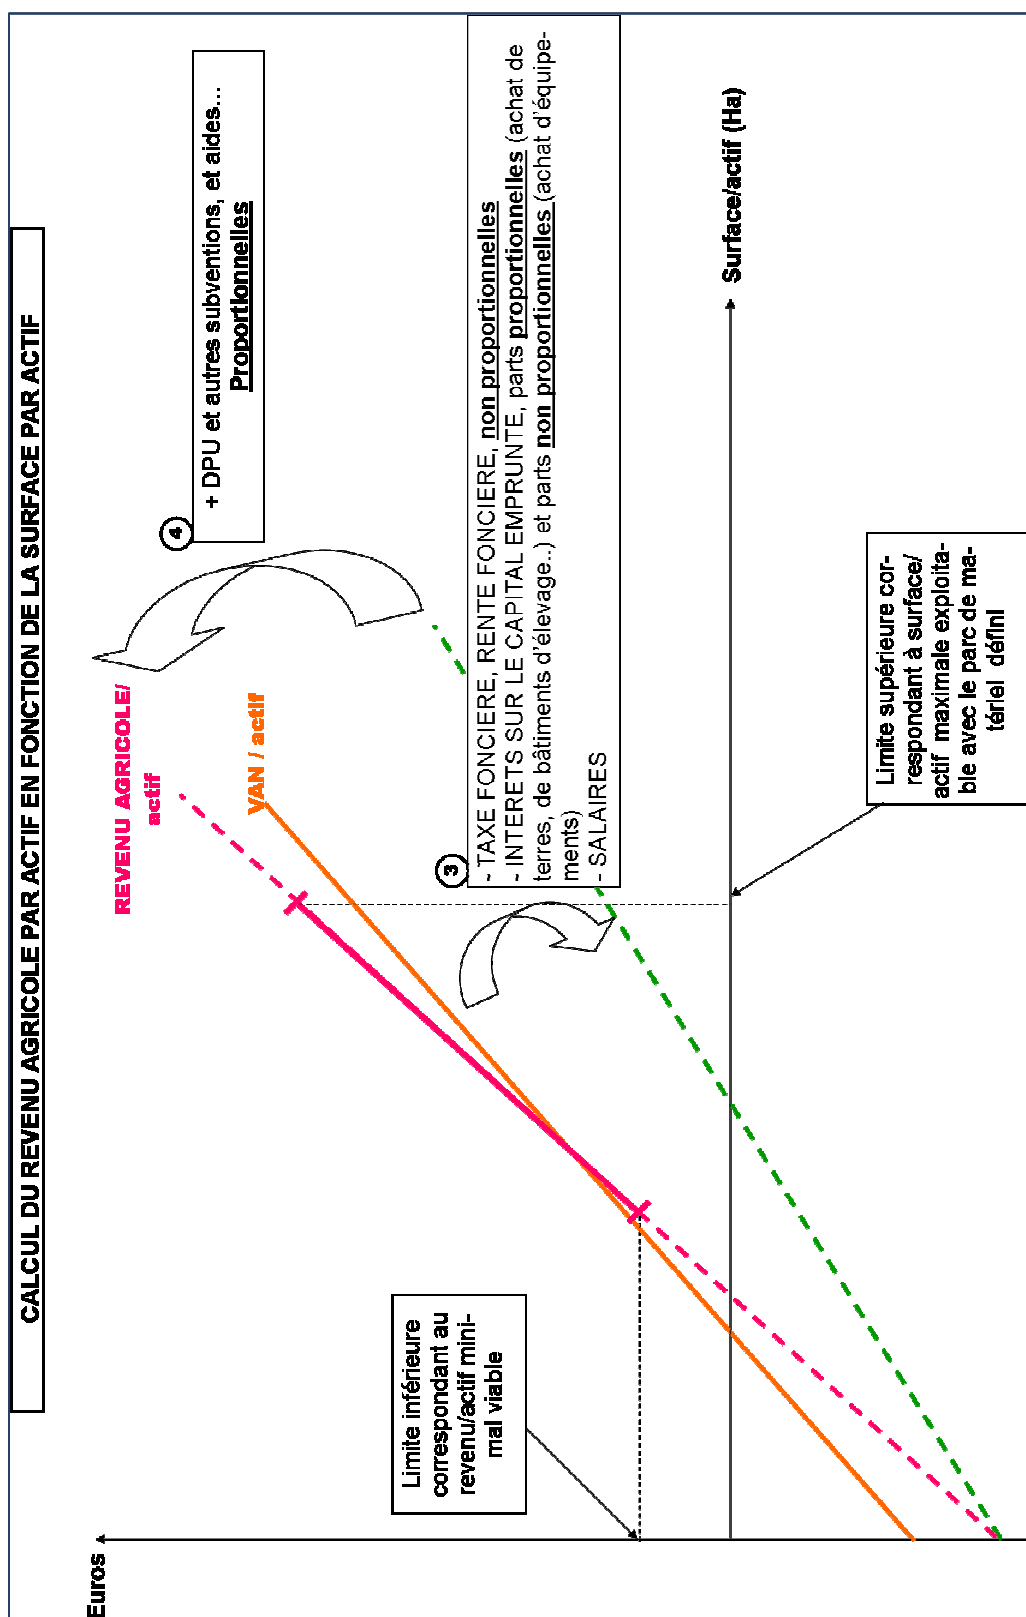 CALCUL DU REVENU AGRICOLE PAR ACTIF EN FONCTION DE LA SURFACE PAR ACTIF
Euros
REVENU AGRICOLE/
actif
VAN / actif
4
+ DPU et autres subventions, et aides...
Proportionnelles
3
- TAXE FONCIERE, RENTE FONCIERE, non proportionnelles
- INTERETS SUR LE CAPITAL EMPRUNTE, parts proportionnelles (achat de
terres, de bâtiments d'élevage..) et parts non proportionnelles (achat d'équipe-
ments)
- SALAIRES
Limite inférieure
correspondant au
revenu/actif mini-
mal viable
Surface/actif (Ha)
Limite supérieure cor-
respondant à surface/
actif maximale exploita-
ble avec le parc de ma-
tériel défini